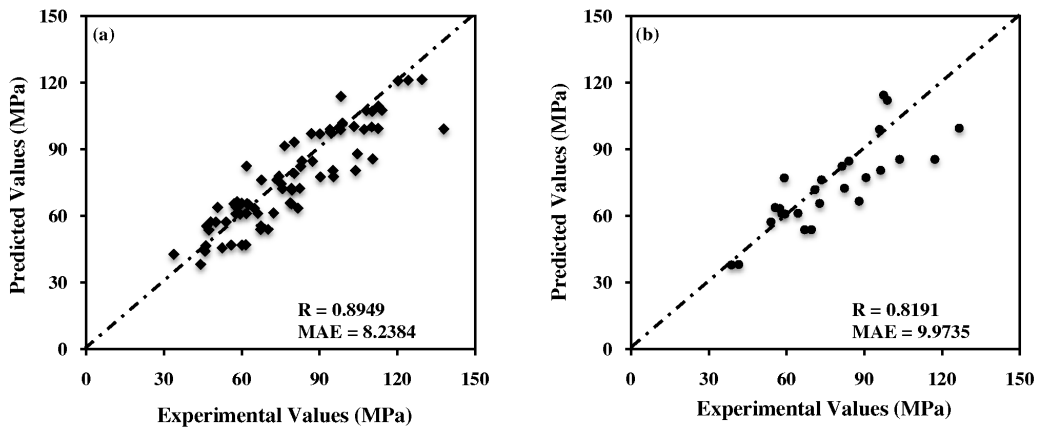 (a)
Predicted Values (MPa)
150
120
90
60
30
0
R = 0.8949
MAE = 8.2384
0 30 60 90 120 150
Experimental Values (MPa)
(b)
Predicted Values (MPa)
150
120
90
60
30
0
R = 0.8191
MAE = 9.9735
0 30 60 90 120 150
Experimental Values (MPa)